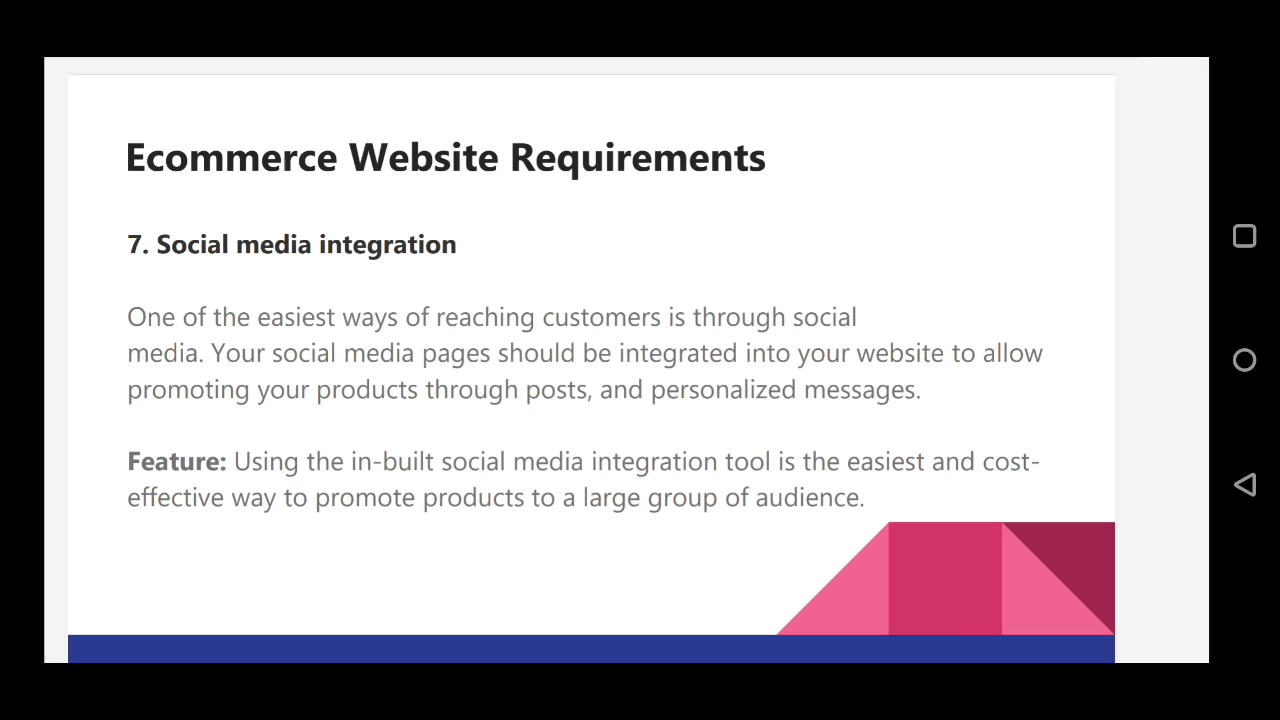 Ecommerce Website Requirements
7. Social media integration
One of the easiest ways of reaching customers is through social
media. Your social media pages should be integrated into your website to allow
promoting your products through posts, and personalized messages.
Feature: Using the in-built social media integration tool is the easiest and cost-
effective way to promote products to a large group of audience.